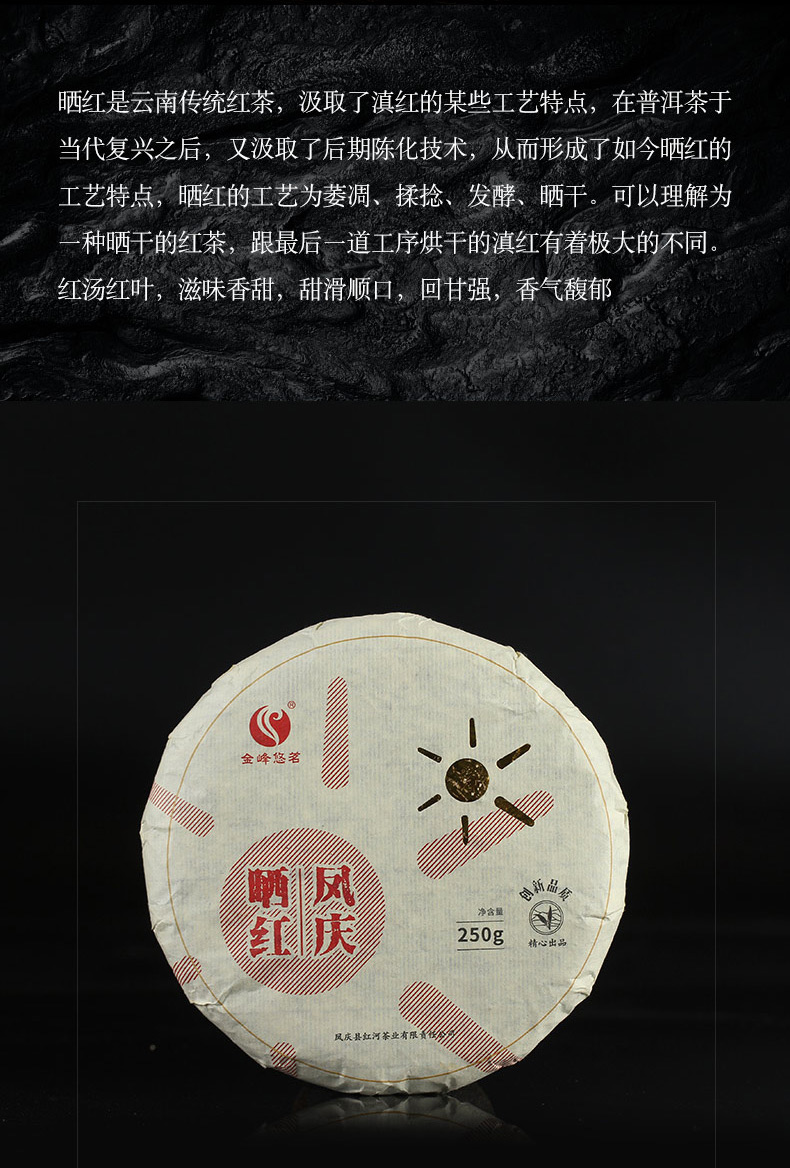 晒红是云南传统红茶，汲取了滇红的某些工艺特点，在普洱茶于
当代复兴之后，又汲取了后期陈化技术，从而形成了如今晒红的
工艺特点，晒红的工艺为萎凋、揉捻、发酵、晒干。可以理解为
一种晒干的红茶，跟最后一道工序烘干的滇红有着极大的不同。
红汤红叶，滋味香甜，甜滑顺口，回甘强，香气馥郁
®
金峰悠茗
凤庆
晒红
创新品质
净含量
250g
精心出品
凤庆县红河茶业有限责任公司